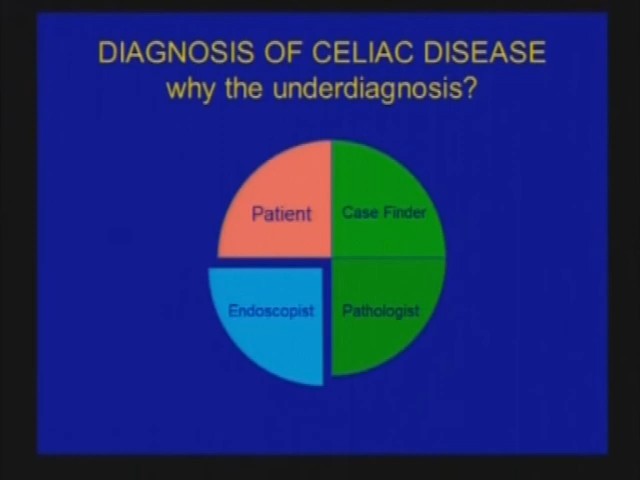 DIAGNOSIS OF CELIAC DISEASE
why the underdiagnosis?
Patient
Case Finder
Endoscopist
Pathologist